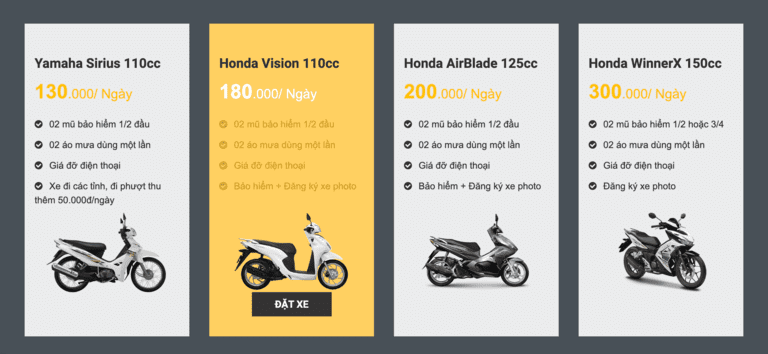 Yamaha Sirius 110cc
130.000/ Ngày
02 mũ bảo hiểm 1/2 đầu
02 áo mưa dùng một lần
Giá đỡ điện thoại
Xe đi các tỉnh, đi phượt thu
thêm 50.000đ/ngày
Honda Vision 110cc
180.000/ Ngày
02 mũ bảo hiểm 1/2 đầu
02 áo mưa dùng một lần
Giá đỡ điện thoại
Bảo hiểm + Đăng ký xe photo
ĐẶT XE
Honda AirBlade 125cc
200.000/ Ngày
02 mũ bảo hiểm 1/2 đầu
02 áo mưa dùng một lần
Giá đỡ điện thoại
Bảo hiểm + Đăng ký xe photo
Honda WinnerX 150cc
300.000/ Ngày
02 mũ bảo hiểm 1/2 hoặc 3/4
02 áo mưa dùng một lần
Giá đỡ điện thoại
Đăng ký xe photo